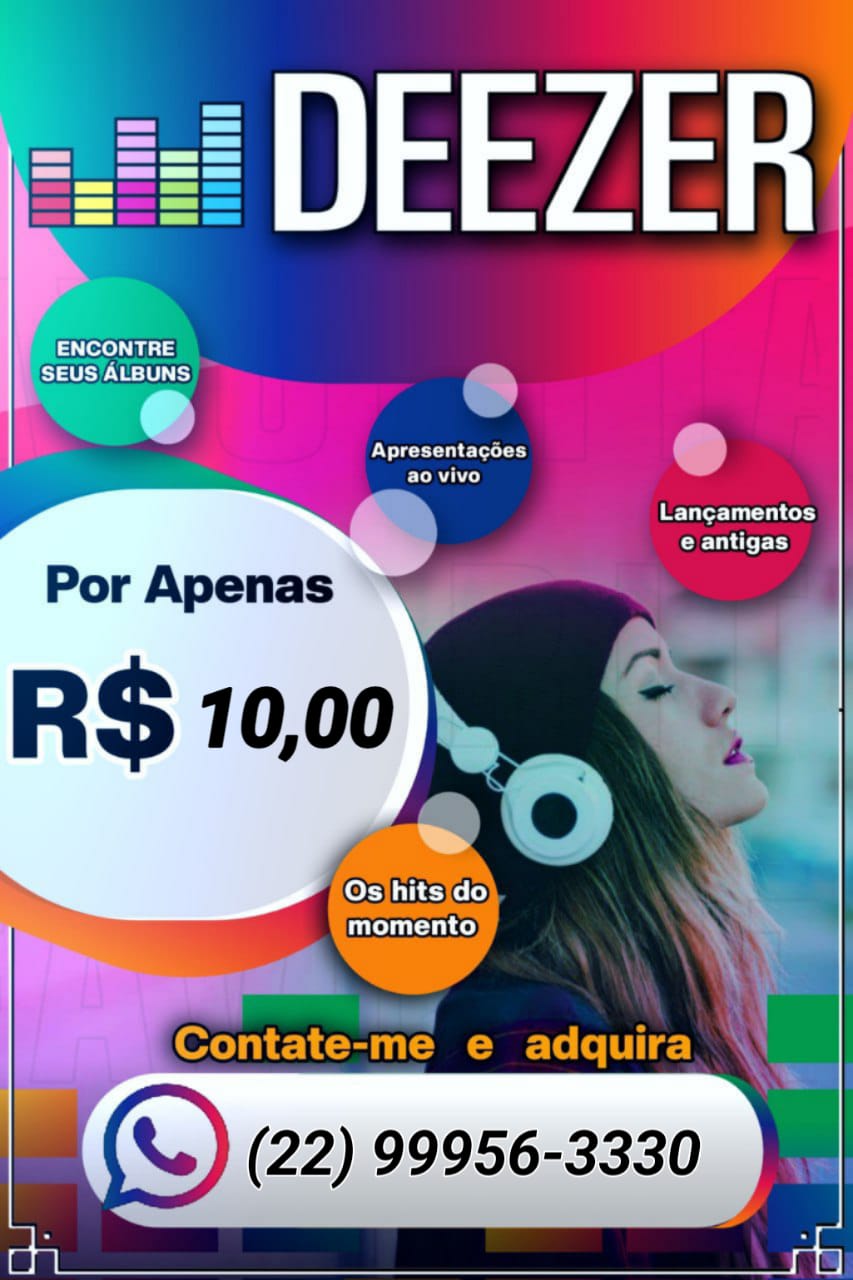 DEEZER
ENCONTRE
SEUS ÁLBUNS
Apresentações
ao vivo
Lançamentos
e antigas
Por Apenas
R$ 10,00
Os hits do
momento
Contate-me e adquira
(22) 99956-3330